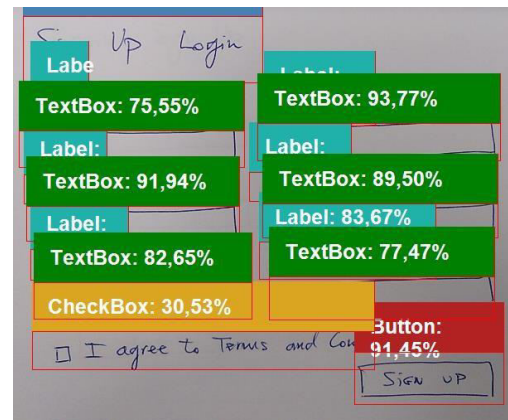 Sign Up Login
Labe
Label:
TextBox: 75,55%
TextBox: 93,77%
Label:
Label:
TextBox: 91,94%
TextBox: 89,50%
Label:
Label: 83,67%
TextBox: 82,65%
TextBox: 77,47%
CheckBox: 30,53%
Button:
91,45%
I agree to Terms and Con
SIGN UP